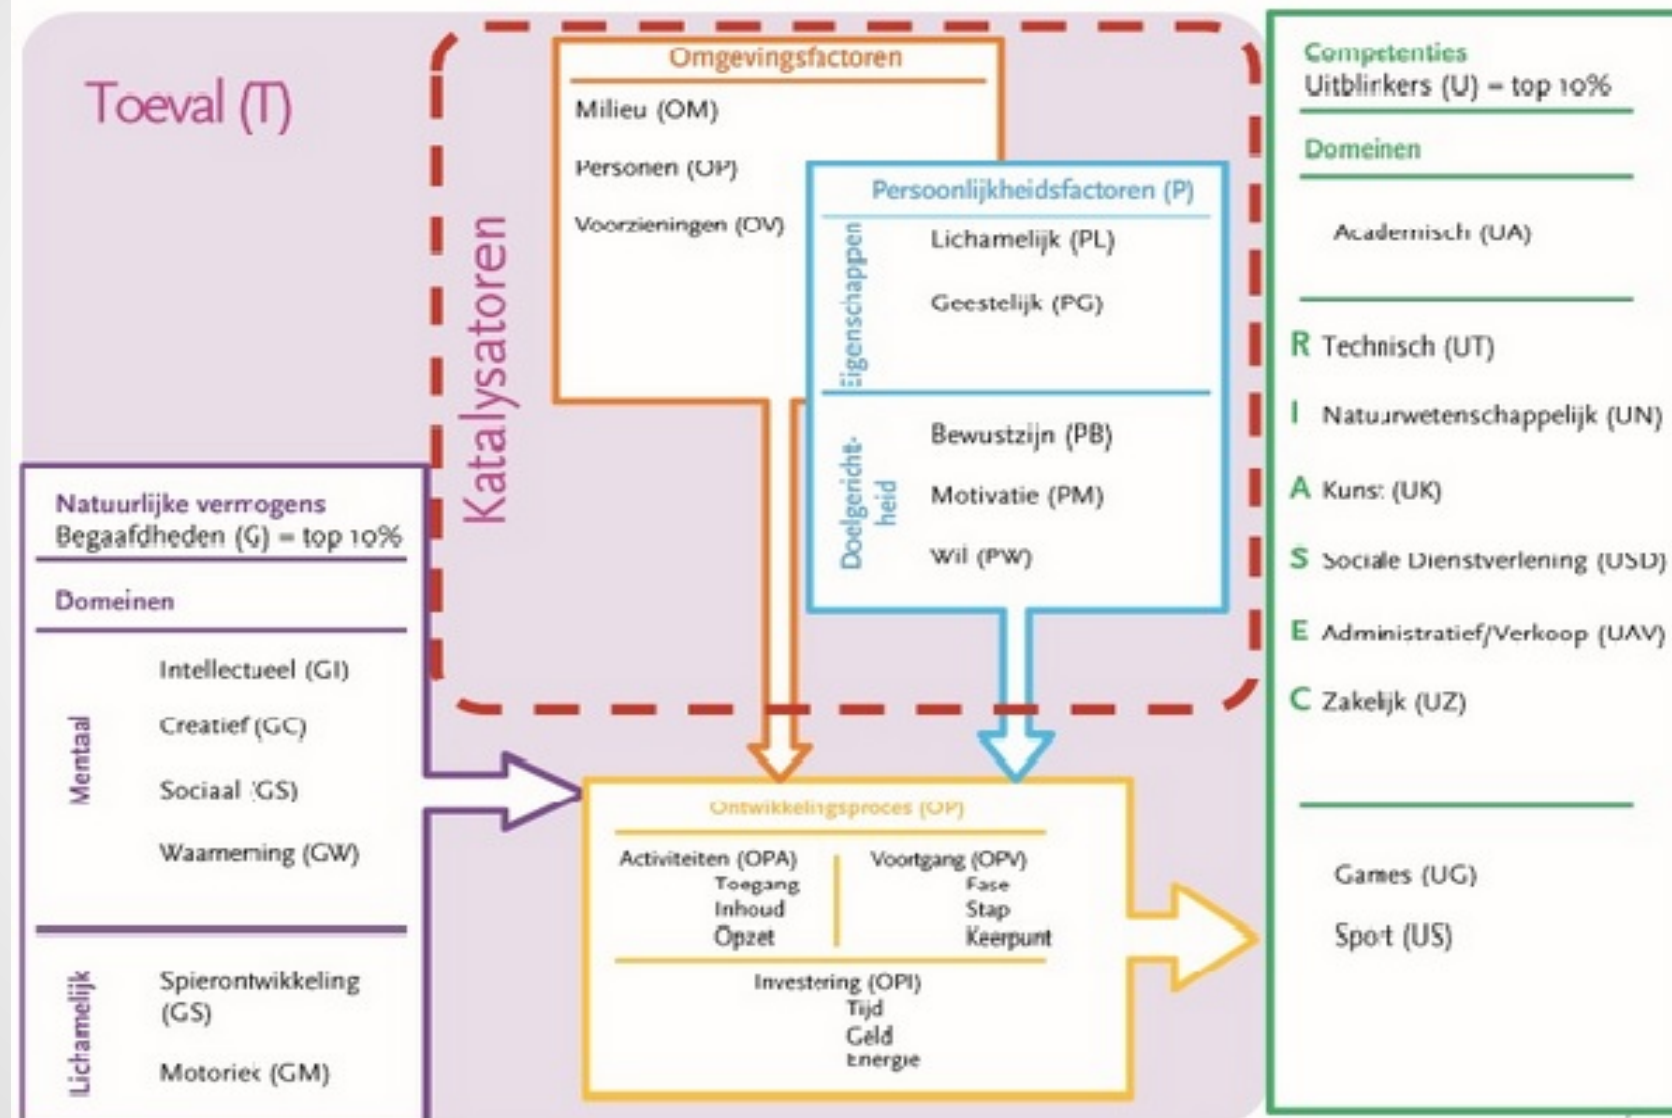 Toeval (T)
Katalysatoren
Omgevingsfactoren
Milieu (OM)
Personen (OP)
Voorzieningen (OV)
Persoonlijkheidsfactoren (P)
Eigenschappen
Lichamelijk (PL)
Geestelijk (PG)
Doelgericht-
heid
Bewustzijn (PB)
Motivatie (PM)
Wil (PW)
Natuurlijke vermogens
Begaafdheden (G) = top 10%
Domeinen
Mentaal
Intellectueel (GI)
Creatief (GC)
Sociaal (GS)
Waarneming (GW)
Lichamelijk
Spierontwikkeling
(GS)
Motoriek (GM)
Ontwikkelingsproces (OP)
Activiteiten (OPA)
Toegang
Inhoud
Opzet
Voortgang (OPV)
Fase
Stap
Keerpunt
Investering (OPI)
Tijd
Geld
Energie
Competenties
Uitblinkers (U) = top 10%
Domeinen
Academisch (UA)
R Technisch (UT)
I Natuurwetenschappelijk (UN)
A Kunst (UK)
S Sociale Dienstverlening (USD)
E Administratief/Verkoop (UAV)
C Zakelijk (UZ)
Games (UG)
Sport (US)